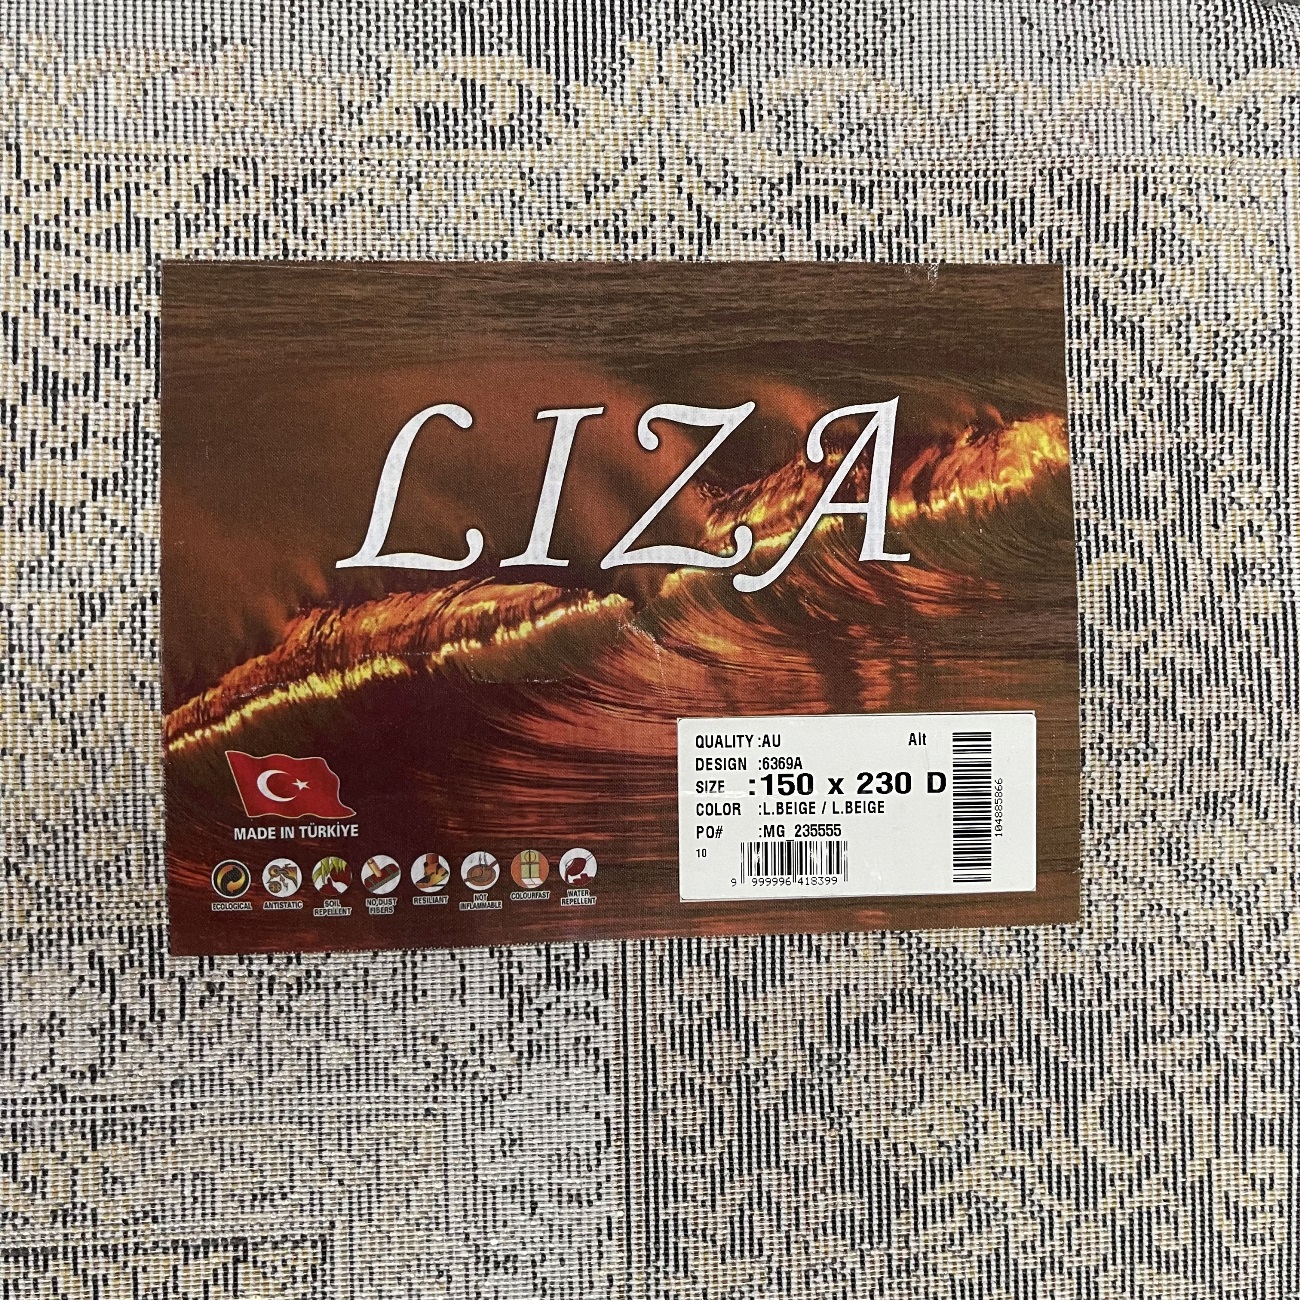 LIZA
QUALITY :AU Alt
DESIGN :6369A
SIZE :150 x 230 D
COLOR :L.BEIGE / L.BEIGE
PO# :MG 235555
10
9 999996 418399
104885866
MADE IN TÜRKİYE
ECOLOGICAL
ANTISTATIC
SOIL
REPELLENT
NO,DUST
FIBERS
RESILIANT
NOT
INFLAMMABLE
COLOURFAST
WATER
REPELLENT